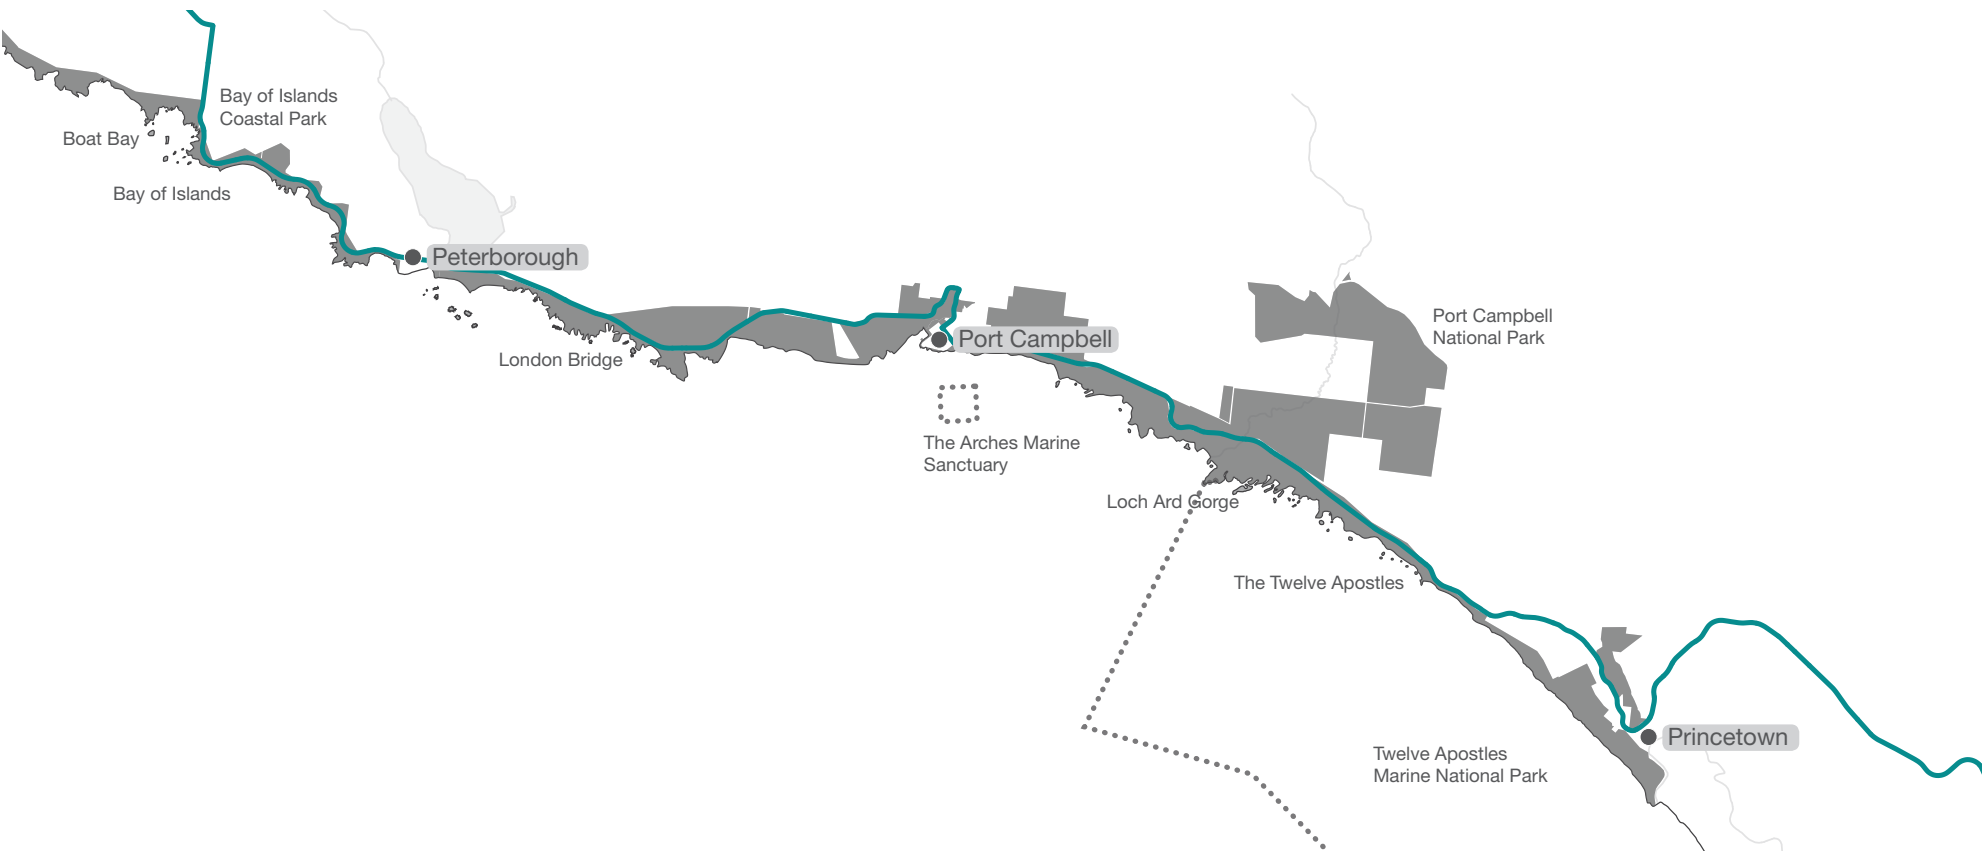 Bay of Islands
Coastal Park
Boat Bay
Bay of Islands
Peterborough
London Bridge
Port Campbell
Port Campbell
National Park
The Arches Marine
Sanctuary
Loch Ard Gorge
The Twelve Apostles
Twelve Apostles
Marine National Park
Princetown